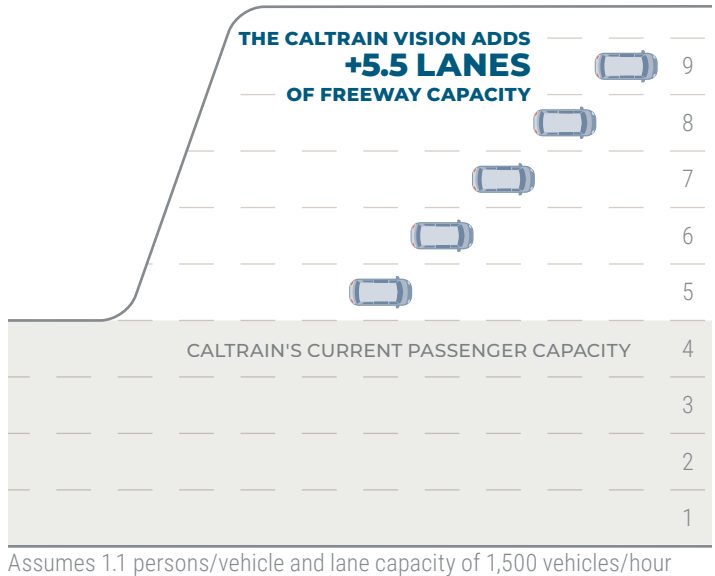 THE CALTRAIN VISION ADDS
+5.5 LANES
OF FREEWAY CAPACITY
9
8
7
6
5
CALTRAIN'S CURRENT PASSENGER CAPACITY 4
3
2
1
Assumes 1.1 persons/vehicle and lane capacity of 1,500 vehicles/hour